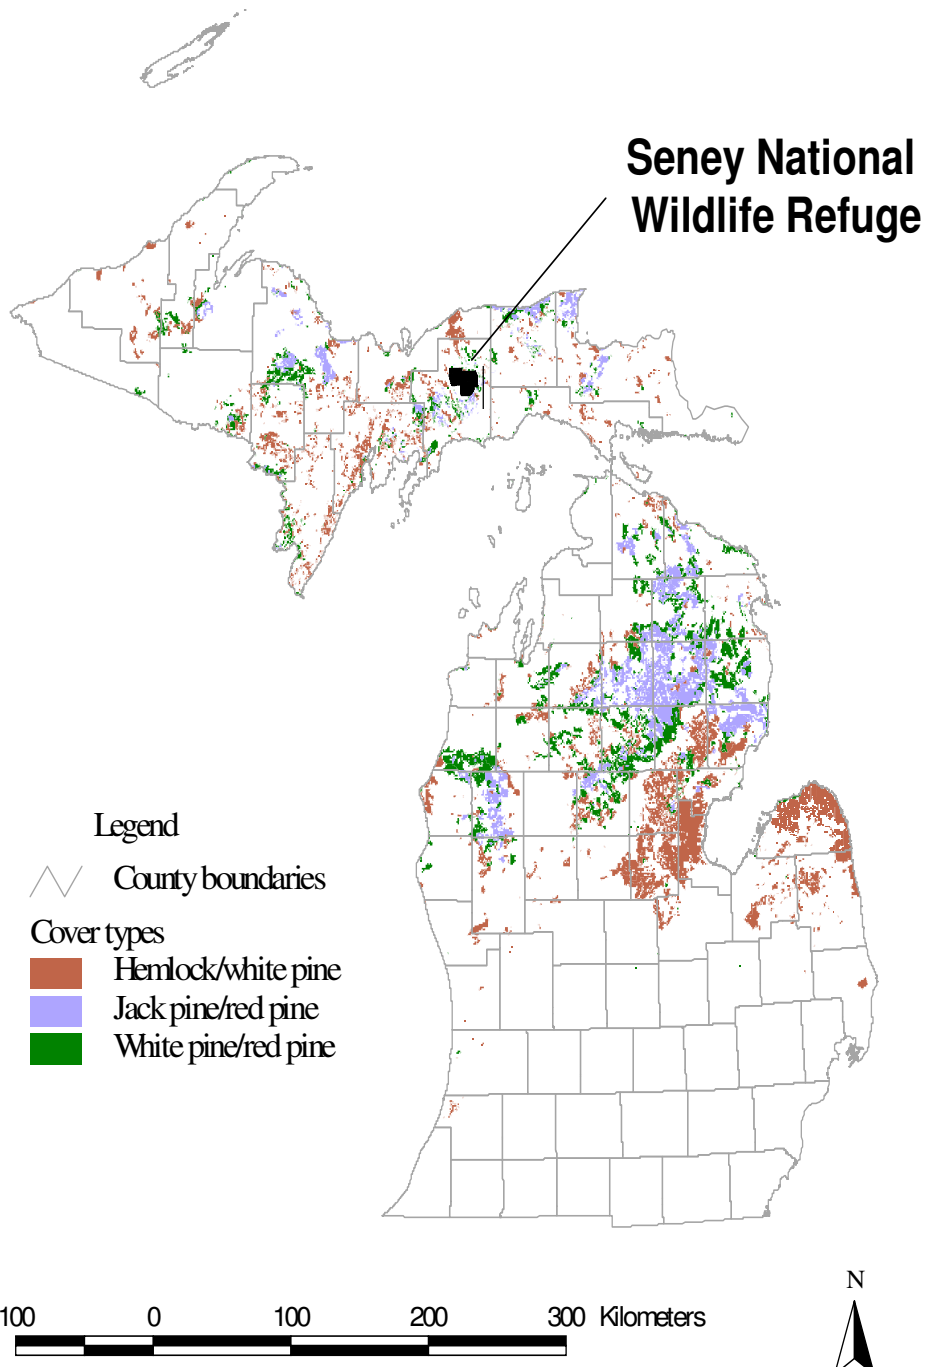 Seney National
Wildlife Refuge
Legend
County boundaries
Cover types
Hemlock/white pine
Jack pine/red pine
White pine/red pine
100 0 100 200 300 Kilometers
N